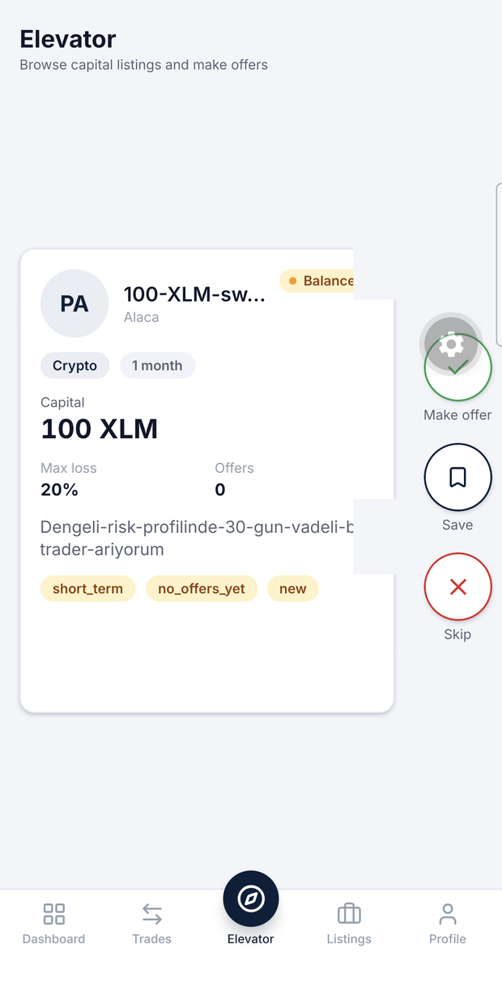 Elevator
Browse capital listings and make offers
PA
100-XLM-sw...
Balance
Alaca
Crypto
1 month
Capital
100 XLM
Max loss
Offers
20%
0
Dengeli-risk-profilinde-30-gun-vadeli-b
trader-ariyorum
short_term
no_offers_yet
new
Make offer
Save
Skip
Dashboard
Trades
Elevator
Listings
Profile